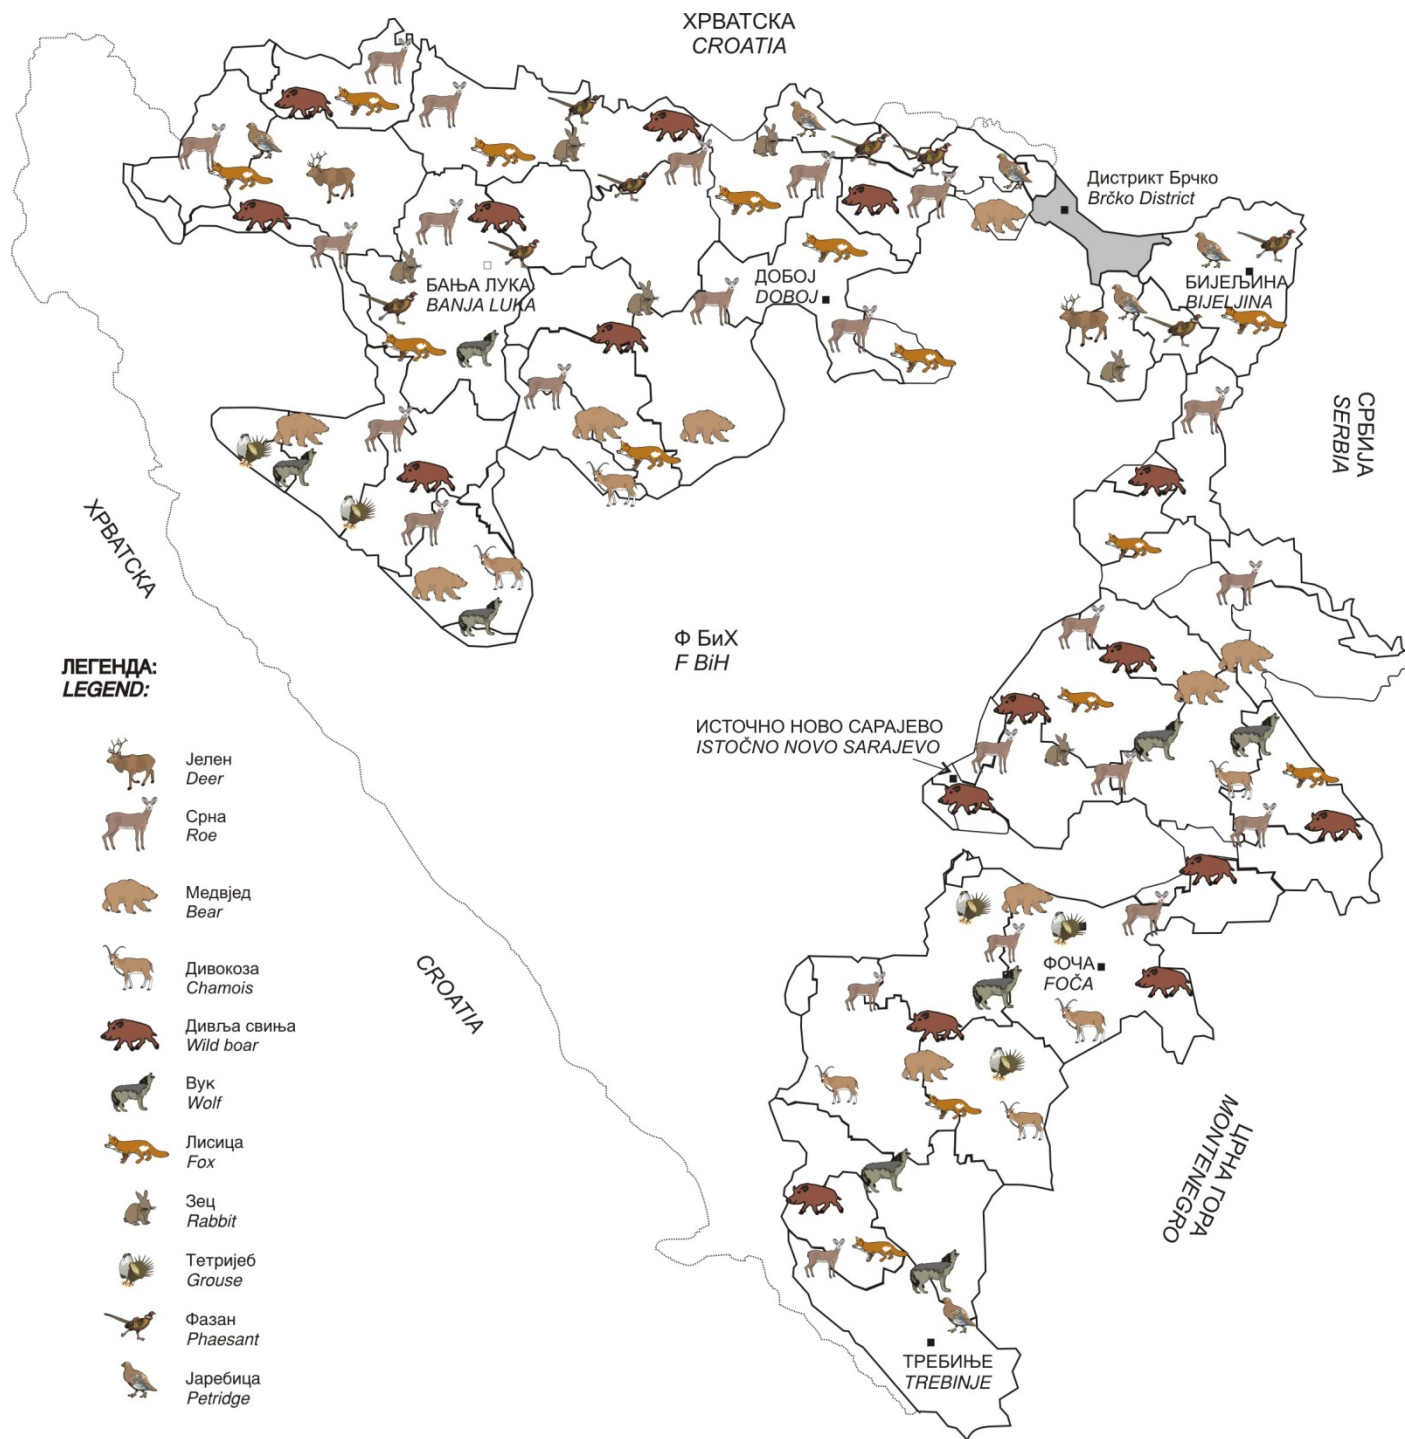 ХРВАТСКА
CROATIA
Дистрикт Брчко
Brčko District
БАЊА ЛУКА
BANJA LUKA
ДОБОЈ
DOBOJ
БИЈЕЉИНА
BIJELJINA
СРБИЈА
SERBIA
ХРВАТСКА
CROATIA
Ф БиХ
F BiH
ИСТОЧНО НОВО САРАЈЕВО
ISTOČNO NOVO SARAJEVO
ФОЧА
FOČA
ЦРНА ГОРА
MONTENEGRO
ТРЕБИЊЕ
TREBINJE
ЛЕГЕНДА:
LEGEND:
Јелен
Deer
Срна
Roe
Медвјед
Bear
Дивокоза
Chamois
Дивља свиња
Wild boar
Вук
Wolf
Лисица
Fox
Зец
Rabbit
Тетријеб
Grouse
Фазан
Phaesant
Јаребица
Petridge